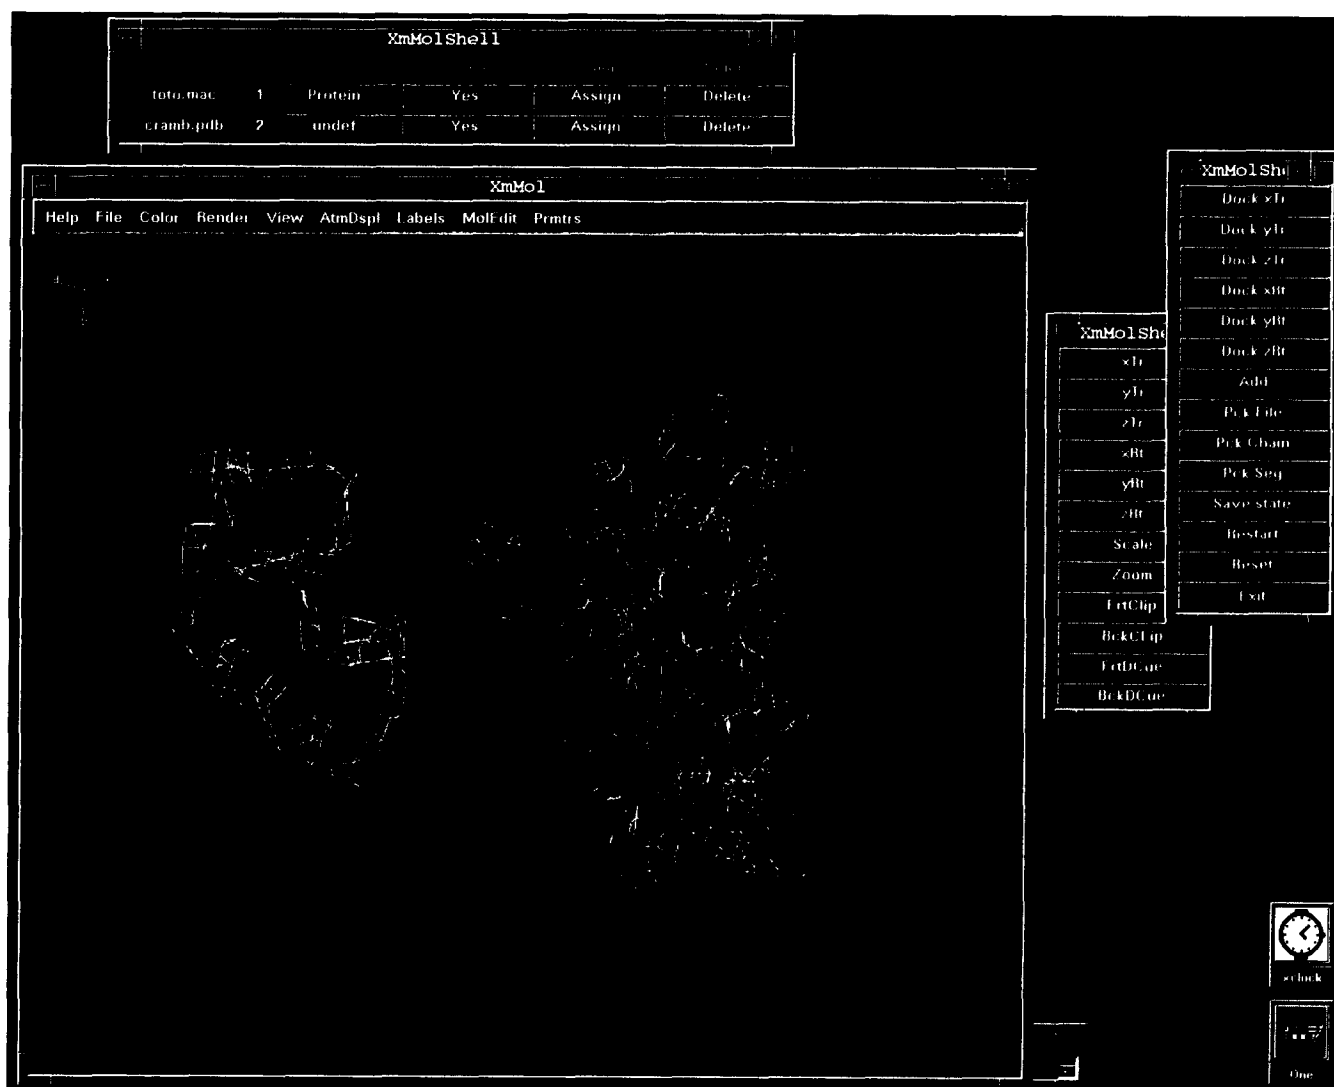 XmMolShell
toto.mac 1 Protein Yes Assign Delete
cramb.pdb 2 undef Yes Assign Delete
XmMol
Help File Color Render View AtmDspl Labels MolEdit Prmtrs
XmMolShe
xTr
yTr
zTr
xRt
yRt
zRt
Scale
Zoom
FrtClip
BckCLip
FrtDCue
BckDCue
XmMolShe
Dock xTr
Dock yTr
Dock zTr
Dock xRt
Dock yRt
Dock zRt
Add
Pck File
Pck Cham
Pck Seg
Save state
Restart
Reset
Exit
xclock
One